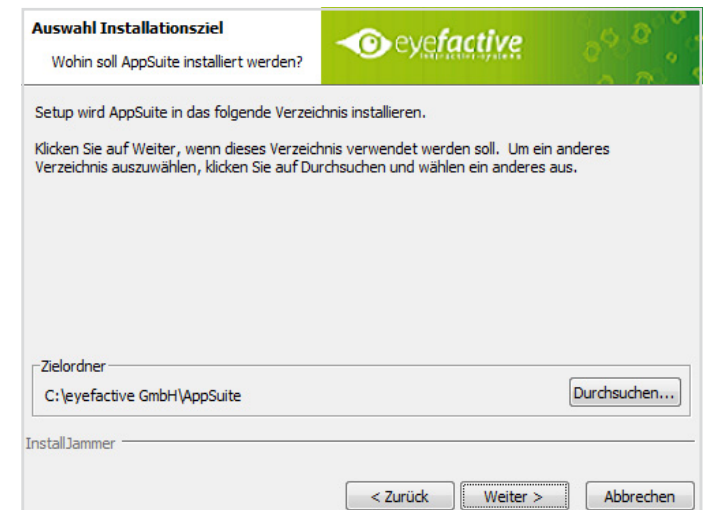 Auswahl Installationsziel
Wohin soll AppSuite installiert werden?
eyefactive
interactive systems
Setup wird AppSuite in das folgende Verzeichnis installieren.
Klicken Sie auf Weiter, wenn dieses Verzeichnis verwendet werden soll. Um ein anderes
Verzeichnis auszuwählen, klicken Sie auf Durchsuchen und wählen ein anderes aus.
Zielordner
C:\eyefactive GmbH\AppSuite
Durchsuchen...
InstallJammer
< Zurück
Weiter >
Abbrechen